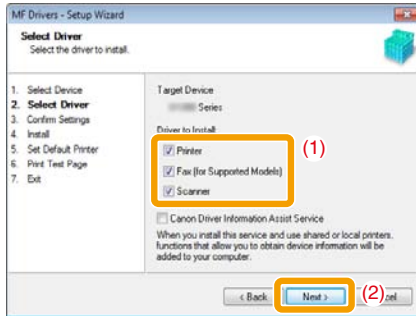 MF Drivers - Setup Wizard
Select Driver
Select the driver to install.
1. Select Device
2. Select Driver
3. Confirm Settings
4. Install
5. Set Default Printer
6. Print Test Page
7. Exit
Target Device
Series
Driver to Install
Printer
Fax (for Supported Models)
Scanner
(1)
Canon Driver Information Assist Service
When you install this service and use shared or local printers,
functions that allow you to obtain device information will be
added to your computer.
< Back
Next >
(2)
cel